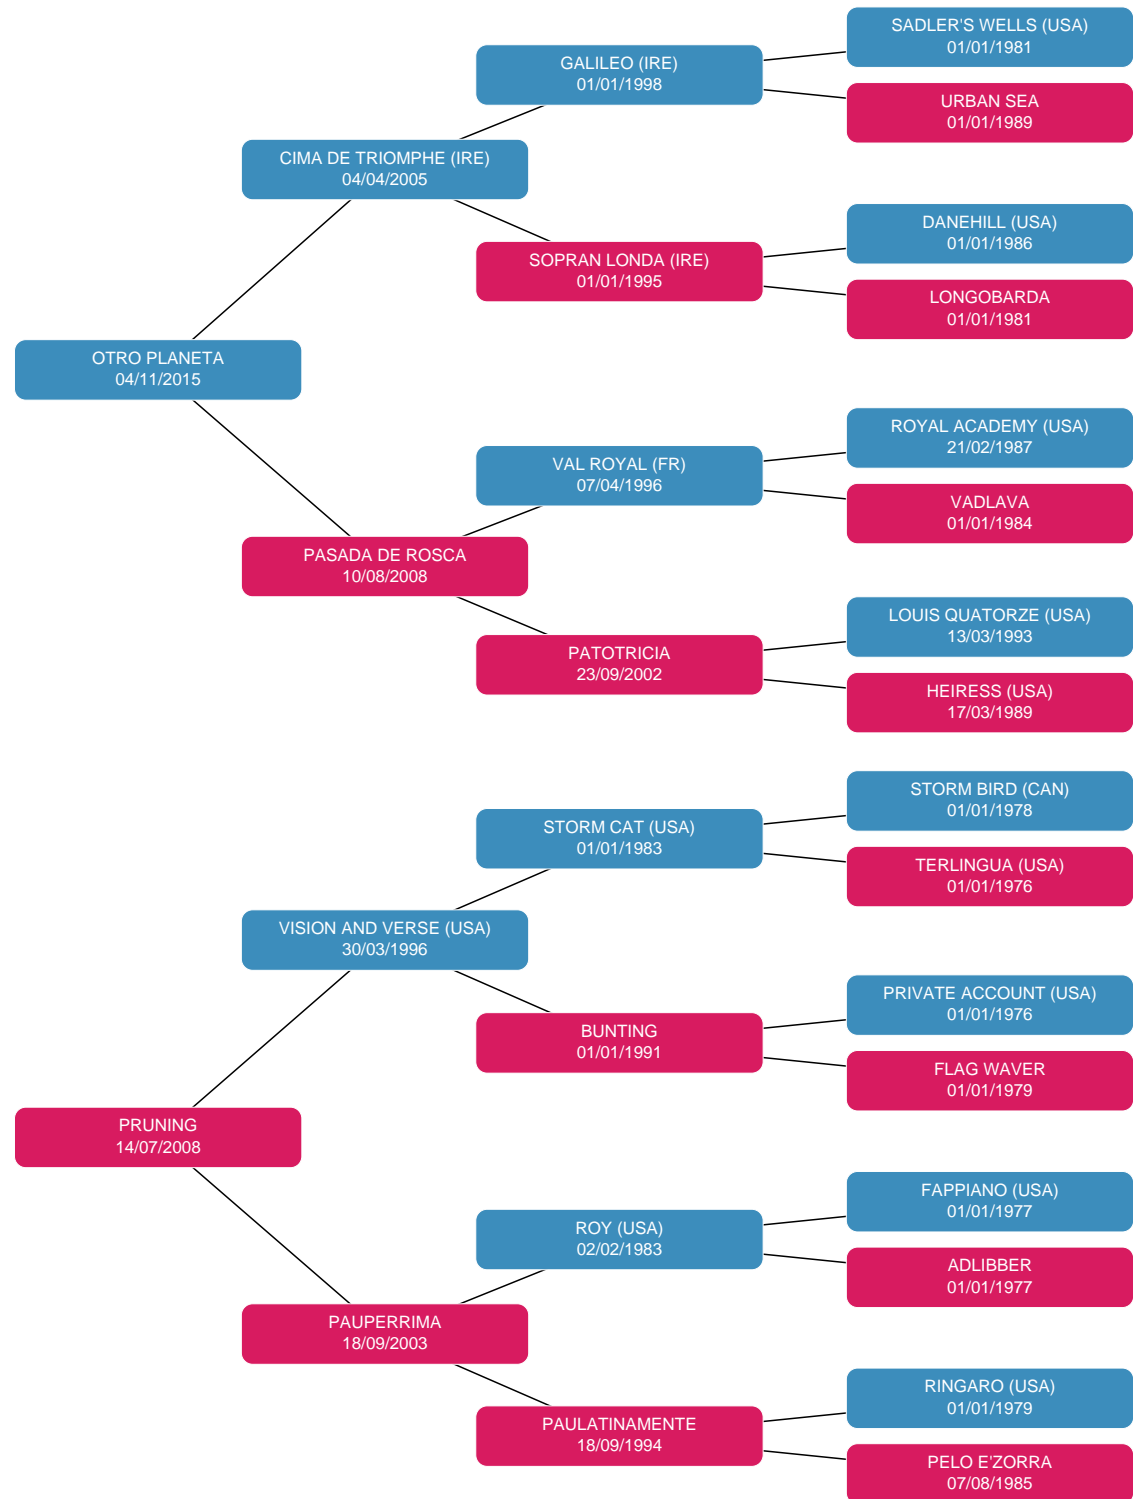 SADLER'S WELLS (USA)
01/01/1981
GALILEO (IRE)
01/01/1998
URBAN SEA
01/01/1989
CIMA DE TRIOMPHE (IRE)
04/04/2005
DANEHILL (USA)
01/01/1986
SOPRAN LONDA (IRE)
01/01/1995
LONGOBARDA
01/01/1981
OTRO PLANETA
04/11/2015
ROYAL ACADEMY (USA)
21/02/1987
VAL ROYAL (FR)
07/04/1996
VADLAVA
01/01/1984
PASADA DE ROSCA
10/08/2008
LOUIS QUATORZE (USA)
13/03/1993
PATOTRICIA
23/09/2002
HEIRESS (USA)
17/03/1989
STORM BIRD (CAN)
01/01/1978
STORM CAT (USA)
01/01/1983
TERLINGUA (USA)
01/01/1976
VISION AND VERSE (USA)
30/03/1996
PRIVATE ACCOUNT (USA)
01/01/1976
BUNTING
01/01/1991
FLAG WAVER
01/01/1979
PRUNING
14/07/2008
FAPPIANO (USA)
01/01/1977
ROY (USA)
02/02/1983
ADLIBBER
01/01/1977
PAUPERRIMA
18/09/2003
RINGARO (USA)
01/01/1979
PAULATINAMENTE
18/09/1994
PELO E'ZORRA
07/08/1985